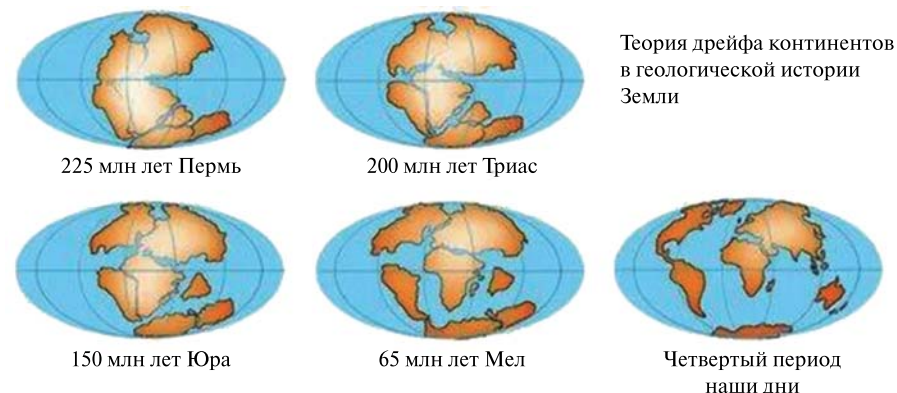 Теория дрейфа континентов
в геологической истории
Земли
225 млн лет Пермь
200 млн лет Триас
150 млн лет Юра
65 млн лет Мел
Четвертый период
наши дни